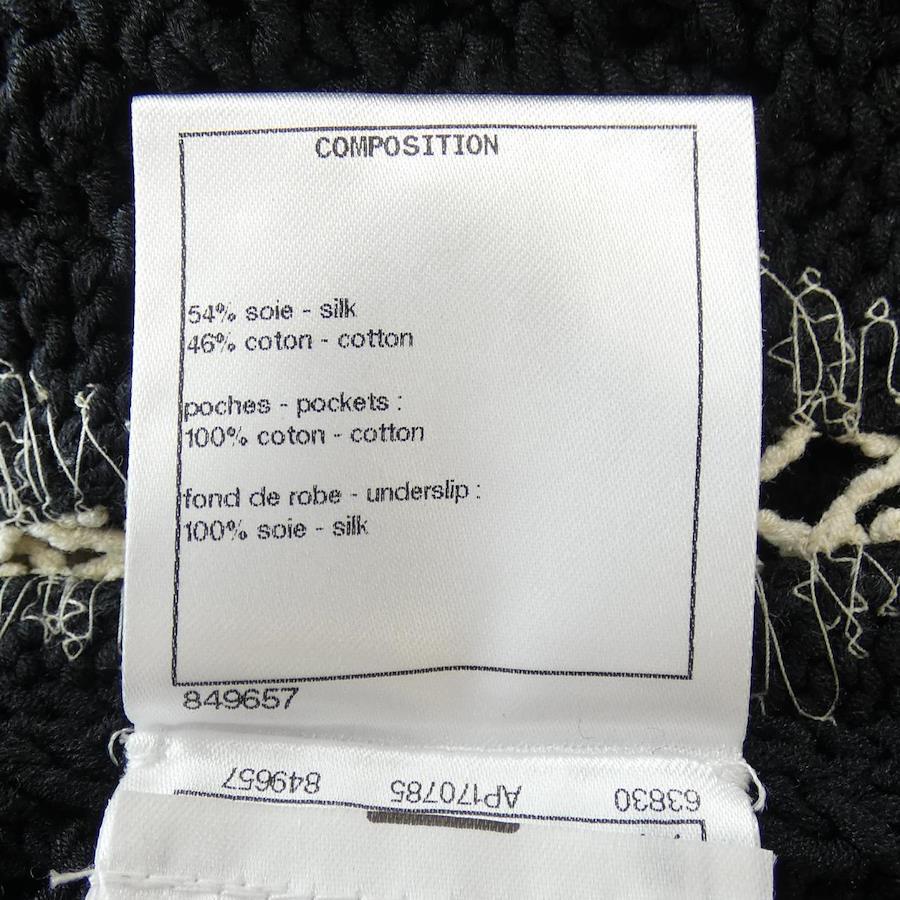 COMPOSITION
54% soie - silk
46% coton - cotton
poches - pockets :
100% coton - cotton
fond de robe - underslip :
100% soie - silk
849657
63830 AP170785 849657